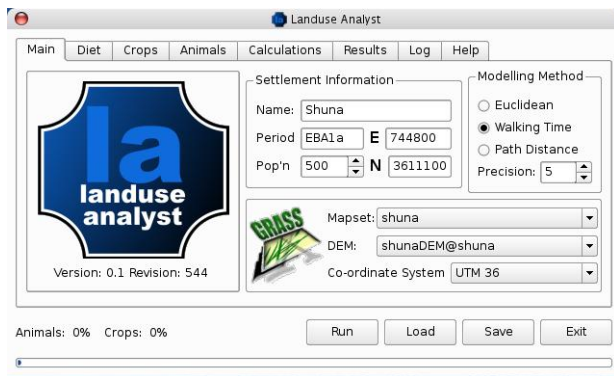 Landuse Analyst
Main Diet Crops Animals Calculations Results Log Help
la
landuse
analyst
Version: 0.1 Revision: 544
Settlement Information
Name: Shuna
Period EBA1a E 744800
Pop'n 500 N 3611100
Modelling Method
Euclidean
Walking Time
Path Distance
Precision: 5
GRASS
Mapset: shuna
DEM: shunaDEM@shuna
Co-ordinate System UTM 36
Animals: 0% Crops: 0% Run Load Save Exit